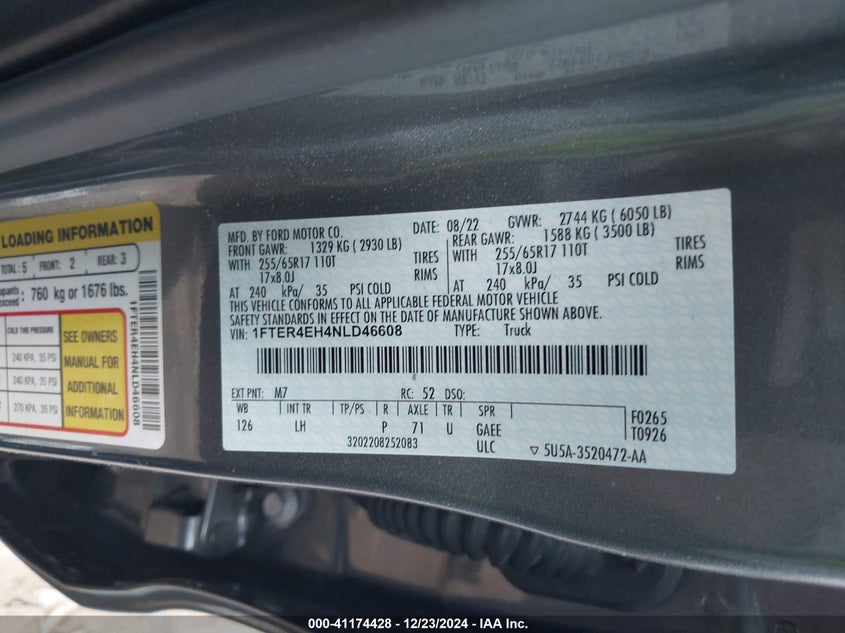 LOADING INFORMATION
TOTAL: 5 FRONT: 2 REAR: 3
exceed: 760 kg or 1676 lbs.
COLD TIRE PRESSURE
240 KPA, 35 PSI
240 KPA, 35 PSI
270 KPA, 39 PSI
SEE OWNERS
MANUAL FOR
ADDITIONAL
INFORMATION
1FTER4EH4NLD46608
MFD. BY FORD MOTOR CO. DATE: 08/22 GVWR: 2744 KG ( 6050 LB)
FRONT GAWR: 1329 KG ( 2930 LB) REAR GAWR: 1588 KG ( 3500 LB)
WITH 255/65R17 110T TIRES WITH 255/65R17 110T TIRES
17x8.0J RIMS 17x8.0J RIMS
AT 240 kPa/ 35 PSI COLD AT 240 kPa/ 35 PSI COLD
THIS VEHICLE CONFORMS TO ALL APPLICABLE FEDERAL MOTOR VEHICLE
SAFETY STANDARDS IN EFFECT ON THE DATE OF MANUFACTURE SHOWN ABOVE.
VIN: 1FTER4EH4NLD46608 TYPE: Truck
EXT PNT: M7 RC: 52 DSO:
WB INT TR TP/PS R AXLE TR SPR
126 LH P 71 U GAEE
3202208252083 ULC
F0265
T0926
▽ 5U5A-3520472-AA
000-41174428 - 12/23/2024 - IAA Inc.